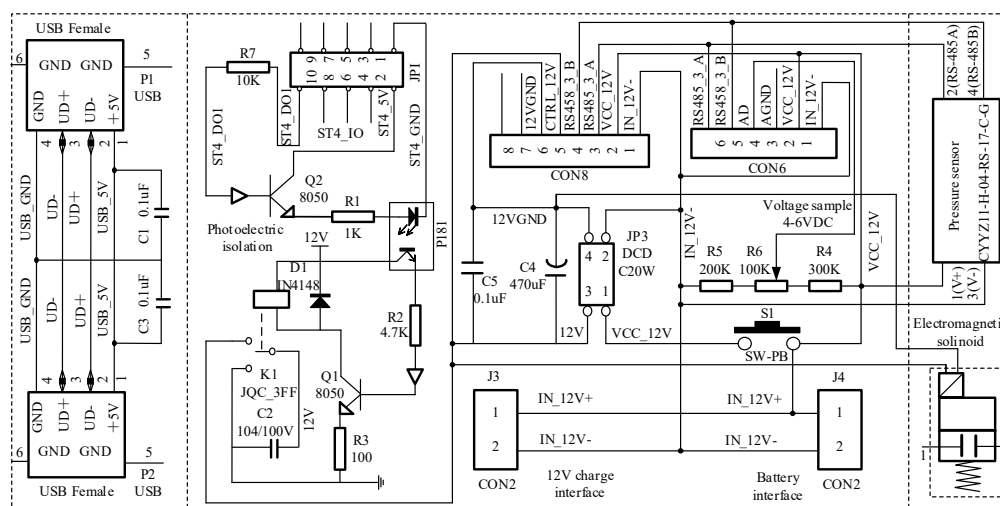 USB Female
6
5
GND GND
P1
USB
GND
UD+
UD-
+5V
4
3
2
1
USB_GND
UD-
UD+
USB_5V
0.1uF
C1
USB_GND
UD-
UD+
USB_5V
0.1uF
C3
4
3
2
1
GND
UD+
UD-
+5V
6
5
GND GND
P2
USB
USB Female
R7
10K
10 9 8 7 6 5 4 3 2 1
JP1
ST4_DO1
ST4_DO1
ST4_IO
ST4_5V
ST4_GND
Q2
8050
R1
1K
P181
Photoelectric
isolation
12V
D1
IN4148
R2
4.7K
K1
JQC_3FF
C2
104/100V
12V
Q1
8050
R3
100
12VGND
CTRL_12V
RS458_3_B
RS485_3_A
VCC_12V
IN_12V-
8 7 6 5 4 3 2 1
CON8
RS485_3_A
RS458_3_B
AD
AGND
VCC_12V
IN_12V-
6 5 4 3 2 1
CON6
12VGND
C5
0.1uF
C4
470uF
JP3
DCD
C20W
4 2
3 1
12V
VCC_12V
IN_12V-
Voltage sample
4-6VDC
R5
200K
R6
100K
R4
300K
VCC_12V
S1
SW-PB
J3
1
2
CON2
IN_12V+
IN_12V-
12V charge
interface
IN_12V+
IN_12V-
Battery
interface
J4
1
2
CON2
2(RS-485A)
4(RS-485B)
Pressure sensor
CYYZ11-H-04-RS-17-C-G
1(V+)
3(V-)
Electromagnetic
solinoid
1